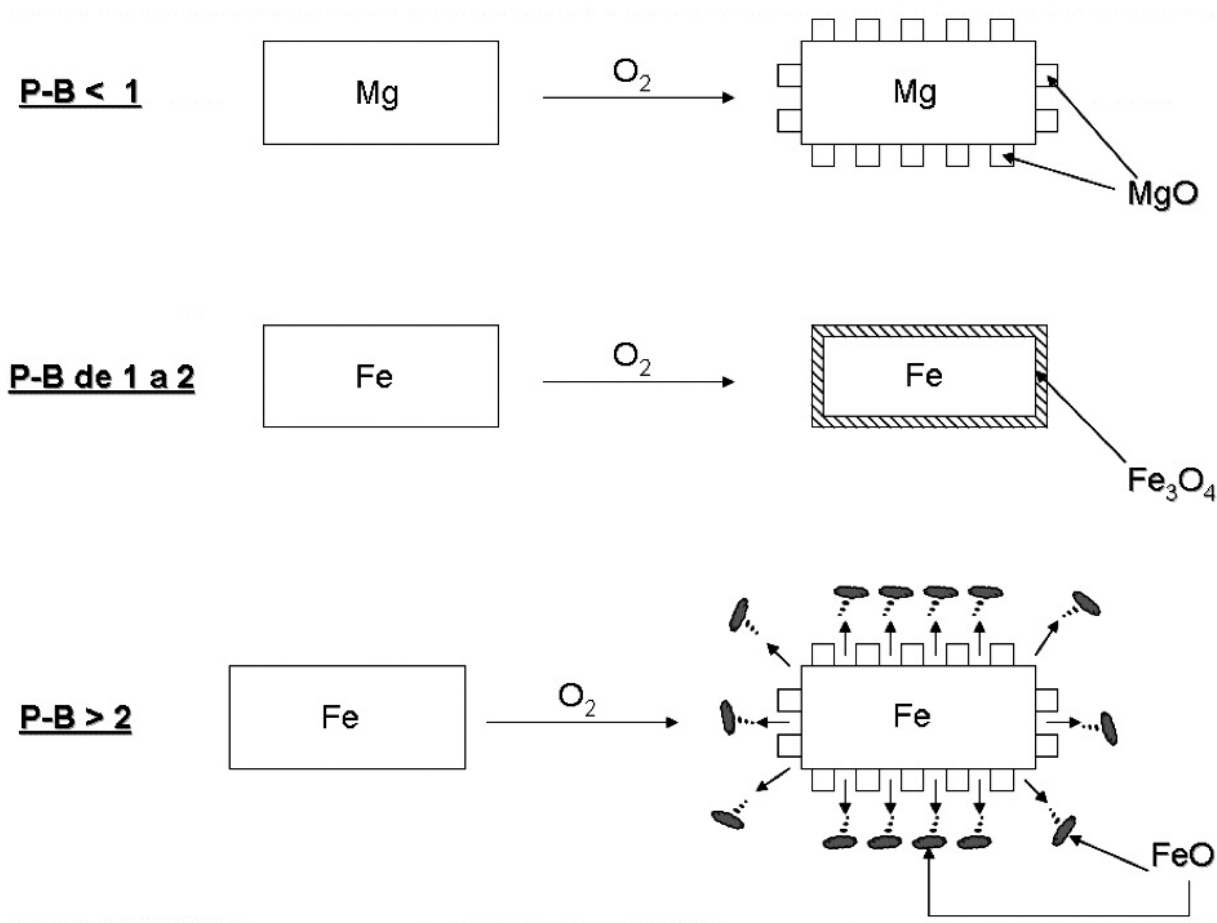 P-B < 1
Mg
O₂
Mg
MgO
P-B de 1 a 2
Fe
O₂
Fe
Fe₃O₄
P-B > 2
Fe
O₂
Fe
FeO